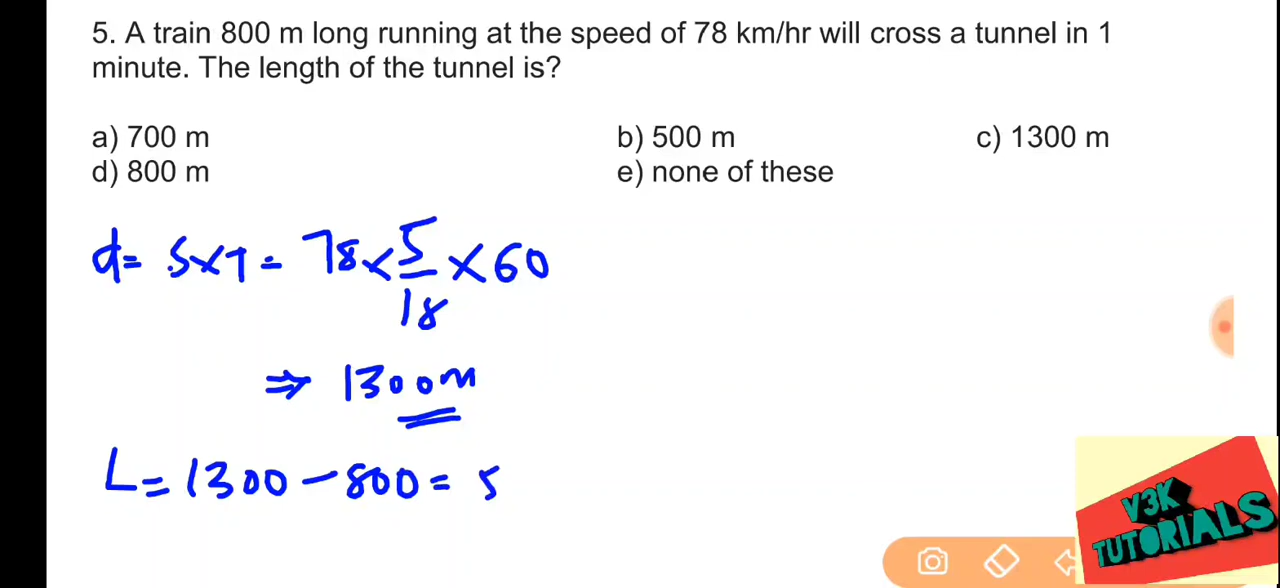 5. A train 800 m long running at the speed of 78 km/hr will cross a tunnel in 1
minute. The length of the tunnel is?
a) 700 m b) 500 m c) 1300 m
d) 800 m e) none of these
d= S×T= 78×5/18×60
⇒ 1300m
L=1300-800= 5
V3K
TUTORIALS